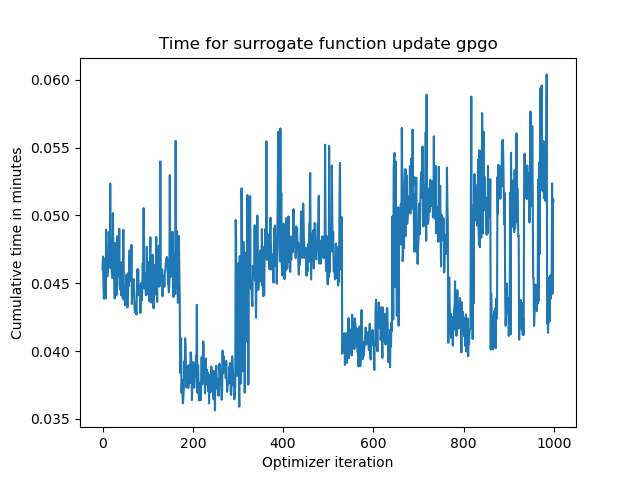 Time for surrogate function update gpgo
Cumulative time in minutes
0.060
0.055
0.050
0.045
0.040
0.035
0 200 400 600 800 1000
Optimizer iteration